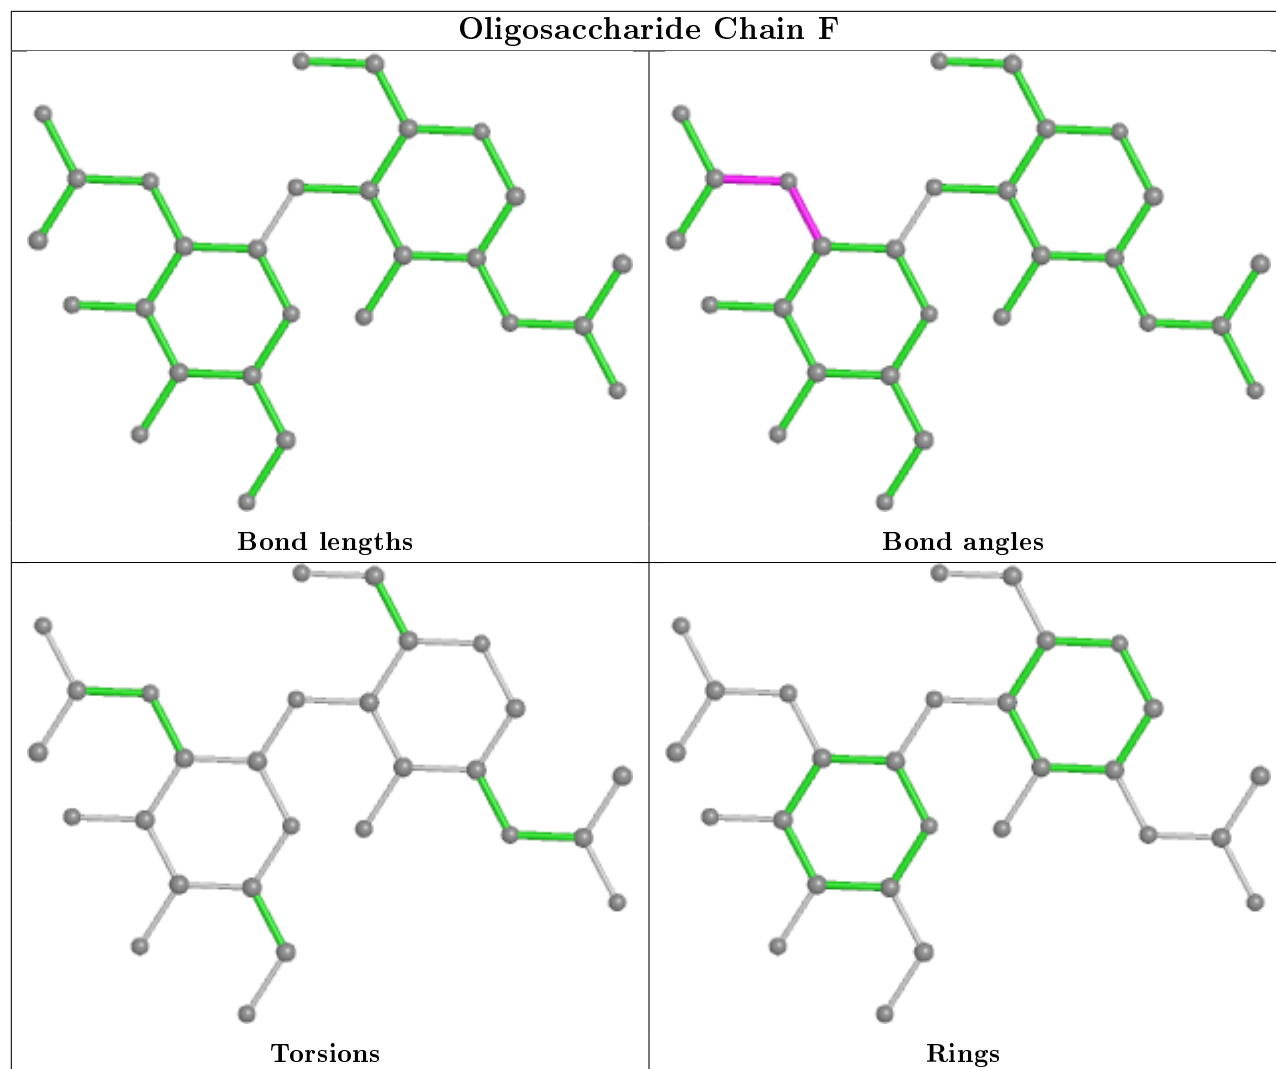 Oligosaccharide Chain F
Bond lengths
Bond angles
Torsions
Rings